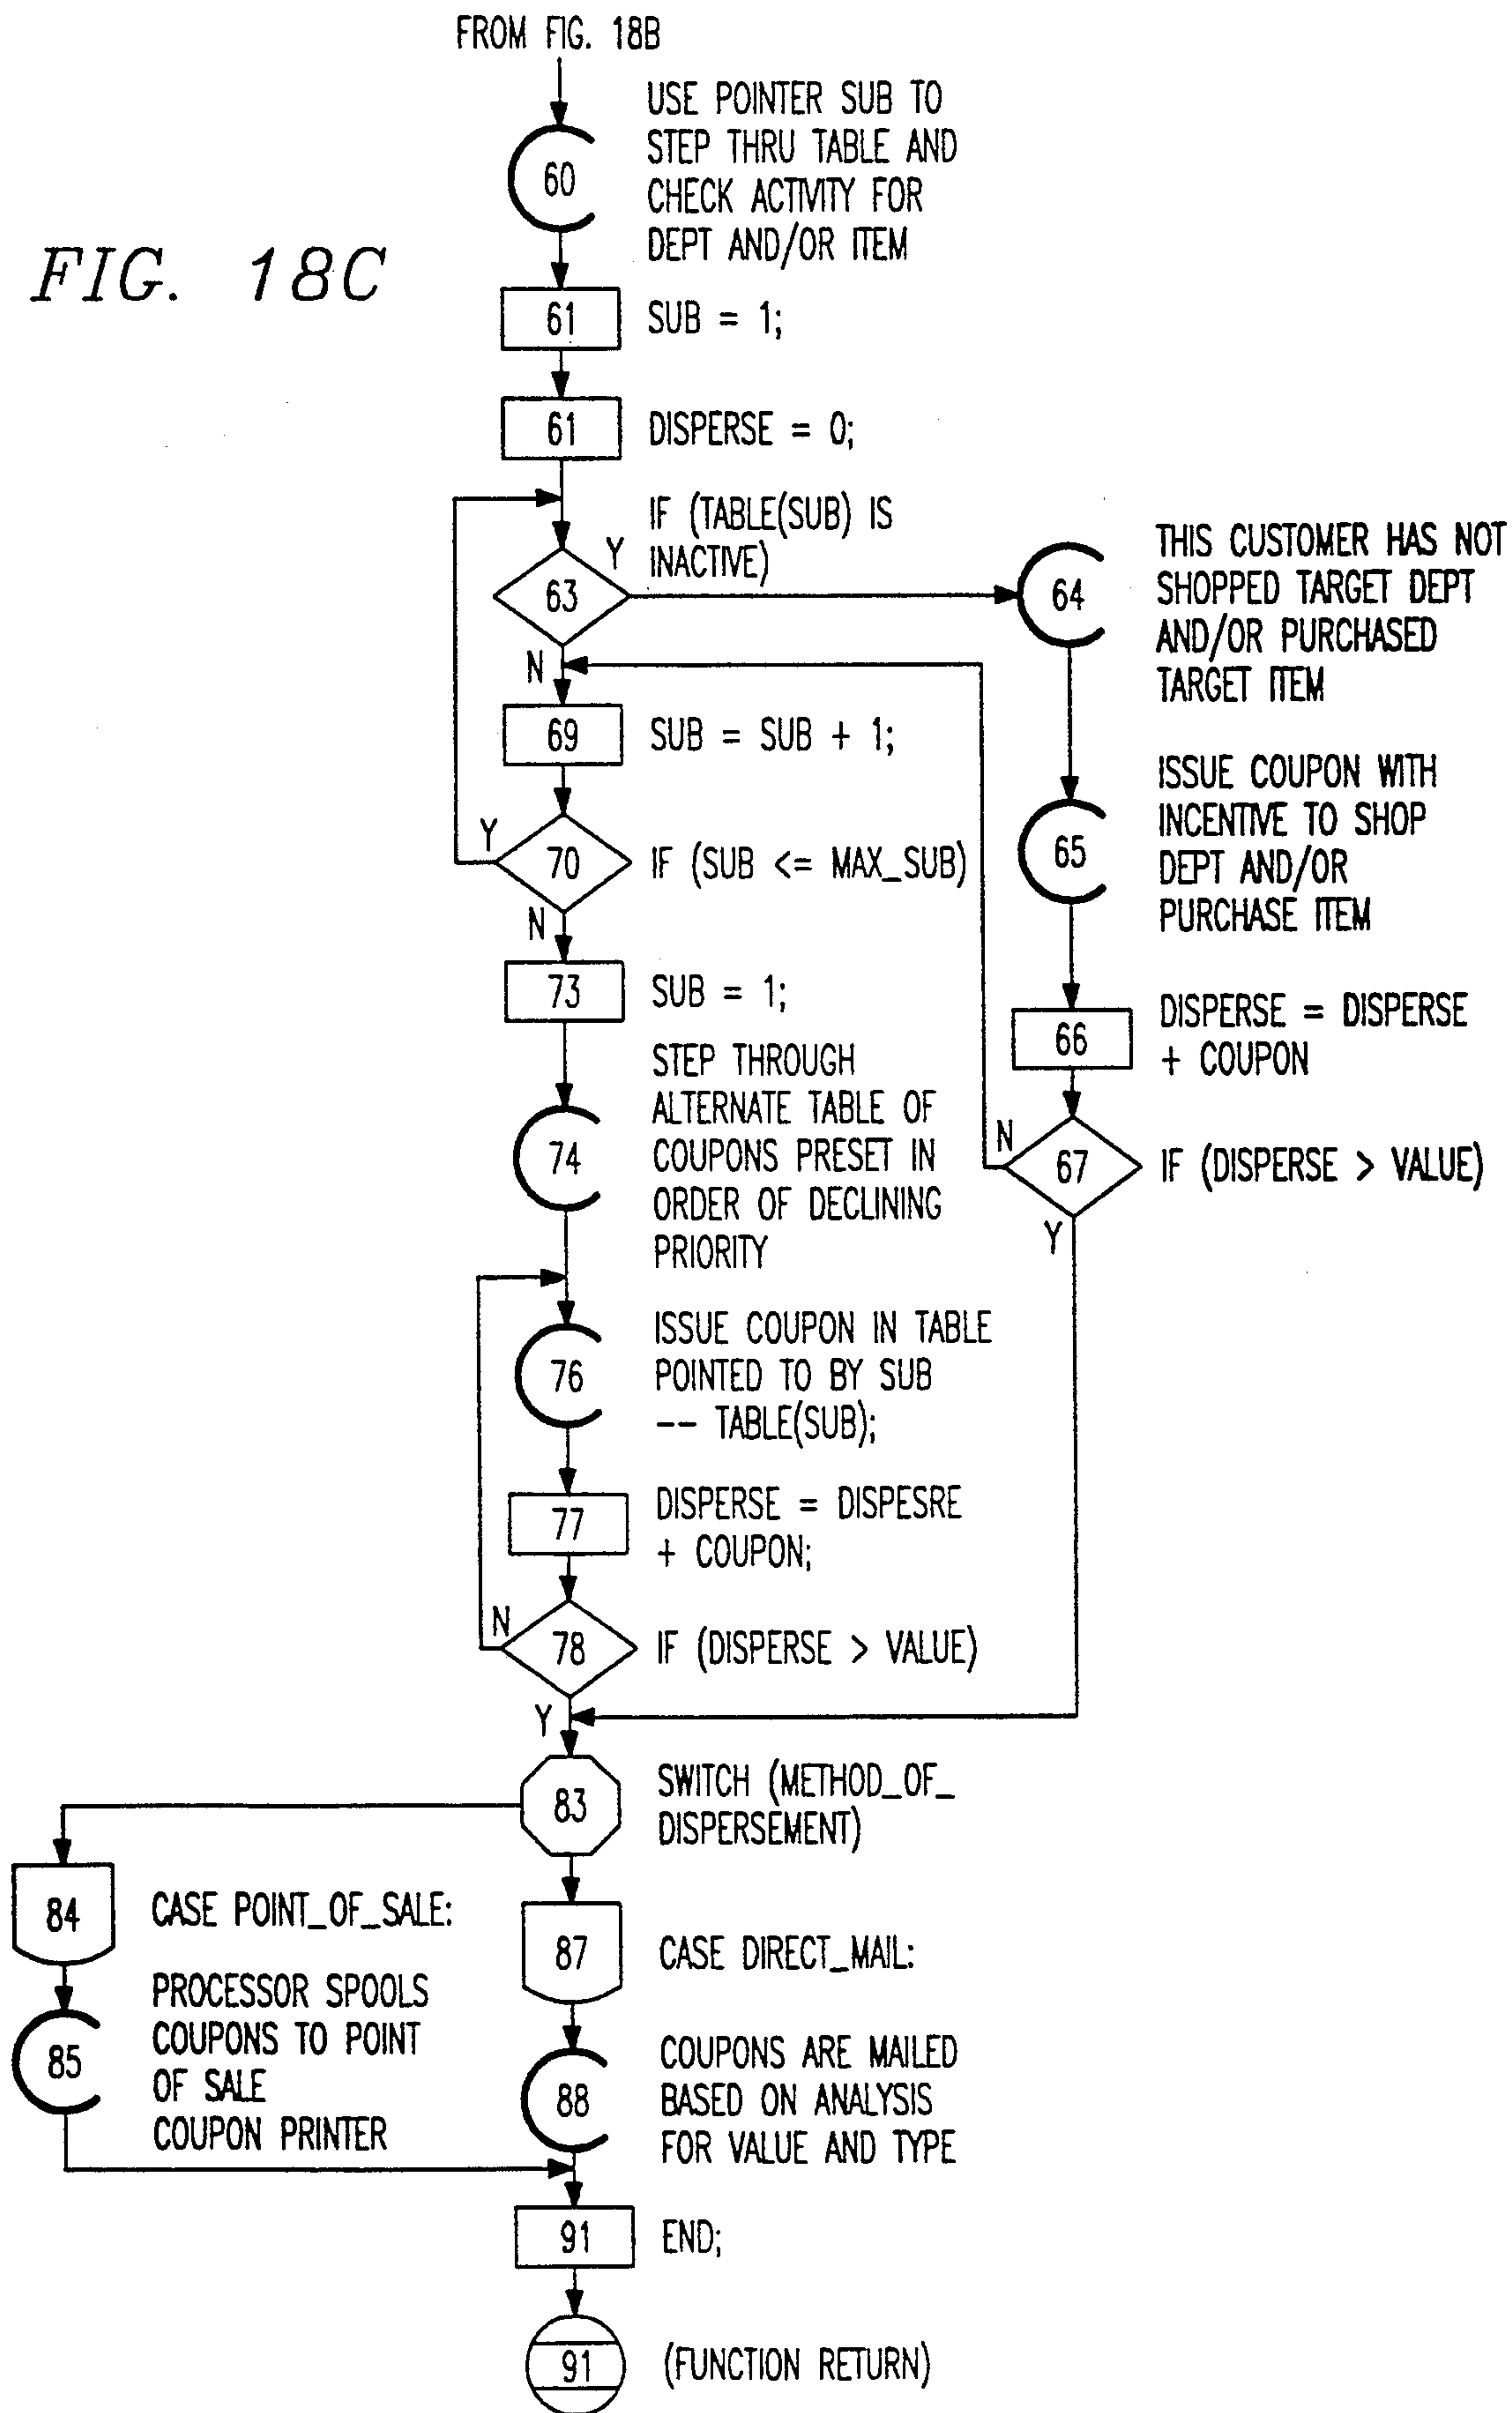 FROM FIG. 18B
FIG. 18C
60
USE POINTER SUB TO
STEP THRU TABLE AND
CHECK ACTIVITY FOR
DEPT AND/OR ITEM
61
SUB = 1;
61
DISPERSE = 0;
IF (TABLE(SUB) IS
INACTIVE)
Y
63
N
64
THIS CUSTOMER HAS NOT
SHOPPED TARGET DEPT
AND/OR PURCHASED
TARGET ITEM
69
SUB = SUB + 1;
65
ISSUE COUPON WITH
INCENTIVE TO SHOP
DEPT AND/OR
PURCHASE ITEM
Y
70
IF (SUB <= MAX_SUB)
N
73
SUB = 1;
66
DISPERSE = DISPERSE
+ COUPON
74
STEP THROUGH
ALTERNATE TABLE OF
COUPONS PRESET IN
ORDER OF DECLINING
PRIORITY
N
67
IF (DISPERSE > VALUE)
Y
76
ISSUE COUPON IN TABLE
POINTED TO BY SUB
-- TABLE(SUB);
77
DISPERSE = DISPESRE
+ COUPON;
N
78
IF (DISPERSE > VALUE)
Y
83
SWITCH (METHOD_OF_
DISPERSEMENT)
84
CASE POINT_OF_SALE:
85
PROCESSOR SPOOLS
COUPONS TO POINT
OF SALE
COUPON PRINTER
87
CASE DIRECT_MAIL:
88
COUPONS ARE MAILED
BASED ON ANALYSIS
FOR VALUE AND TYPE
91
END;
91
(FUNCTION RETURN)